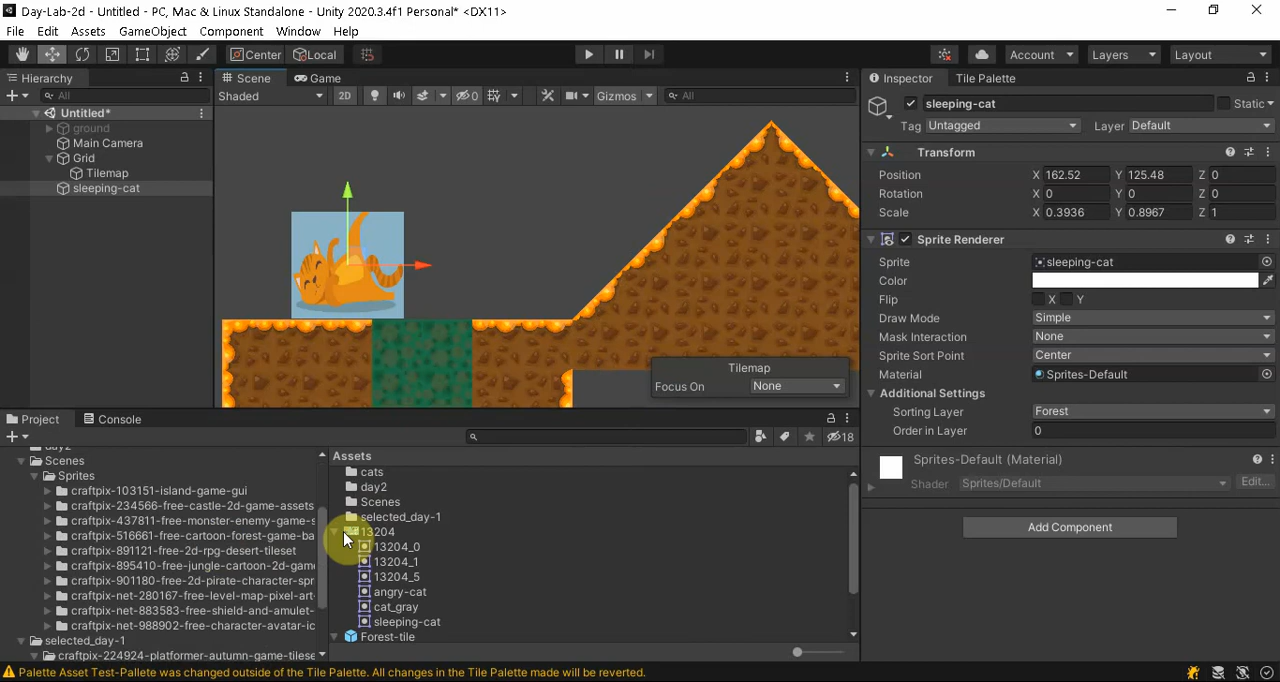 Day-Lab-2d - Untitled - PC, Mac & Linux Standalone - Unity 2020.3.4f1 Personal* <DX11>
File Edit Assets GameObject Component Window Help
Center Local Account Layers Layout
Hierarchy Scene Game Inspector Tile Palette
All Shaded 2D 0 Gizmos All sleeping-cat Static
Untitled* Tag Untagged Layer Default
ground
Main Camera Transform
Grid Position X 162.52 Y 125.48 Z 0
Tilemap Rotation X 0 Y 0 Z 0
sleeping-cat Scale X 0.3936 Y 0.8967 Z 1
Sprite Renderer
Sprite sleeping-cat
Color
Flip X Y
Draw Mode Simple
Mask Interaction None
Sprite Sort Point Center
Tilemap Material Sprites-Default
Focus On None Additional Settings
Sorting Layer Forest
Order in Layer 0
Project Console
18
Sprites-Default (Material)
Shader Sprites/Default Edit...
Add Component
Assets
day2 cats
Scenes day2
Sprites Scenes
craftpix-103151-island-game-gui selected_day-1
craftpix-234566-free-castle-2d-game-assets
craftpix-437811-free-monster-enemy-game-s 13204
craftpix-516661-free-cartoon-forest-game-ba 13204_0
craftpix-891121-free-2d-rpg-desert-tileset 13204_1
craftpix-895410-free-jungle-cartoon-2d-game 13204_5
craftpix-901180-free-2d-pirate-character-spr
craftpix-net-280167-free-level-map-pixel-art- angry-cat
craftpix-net-883583-free-shield-and-amulet- cat_gray
craftpix-net-988902-free-character-avatar-ic sleeping-cat
selected_day-1 Forest-tile
craftpix-224924-platformer-autumn-game-tilese
Palette Asset Test-Pallete was changed outside of the Tile Palette. All changes in the Tile Palette made will be reverted.